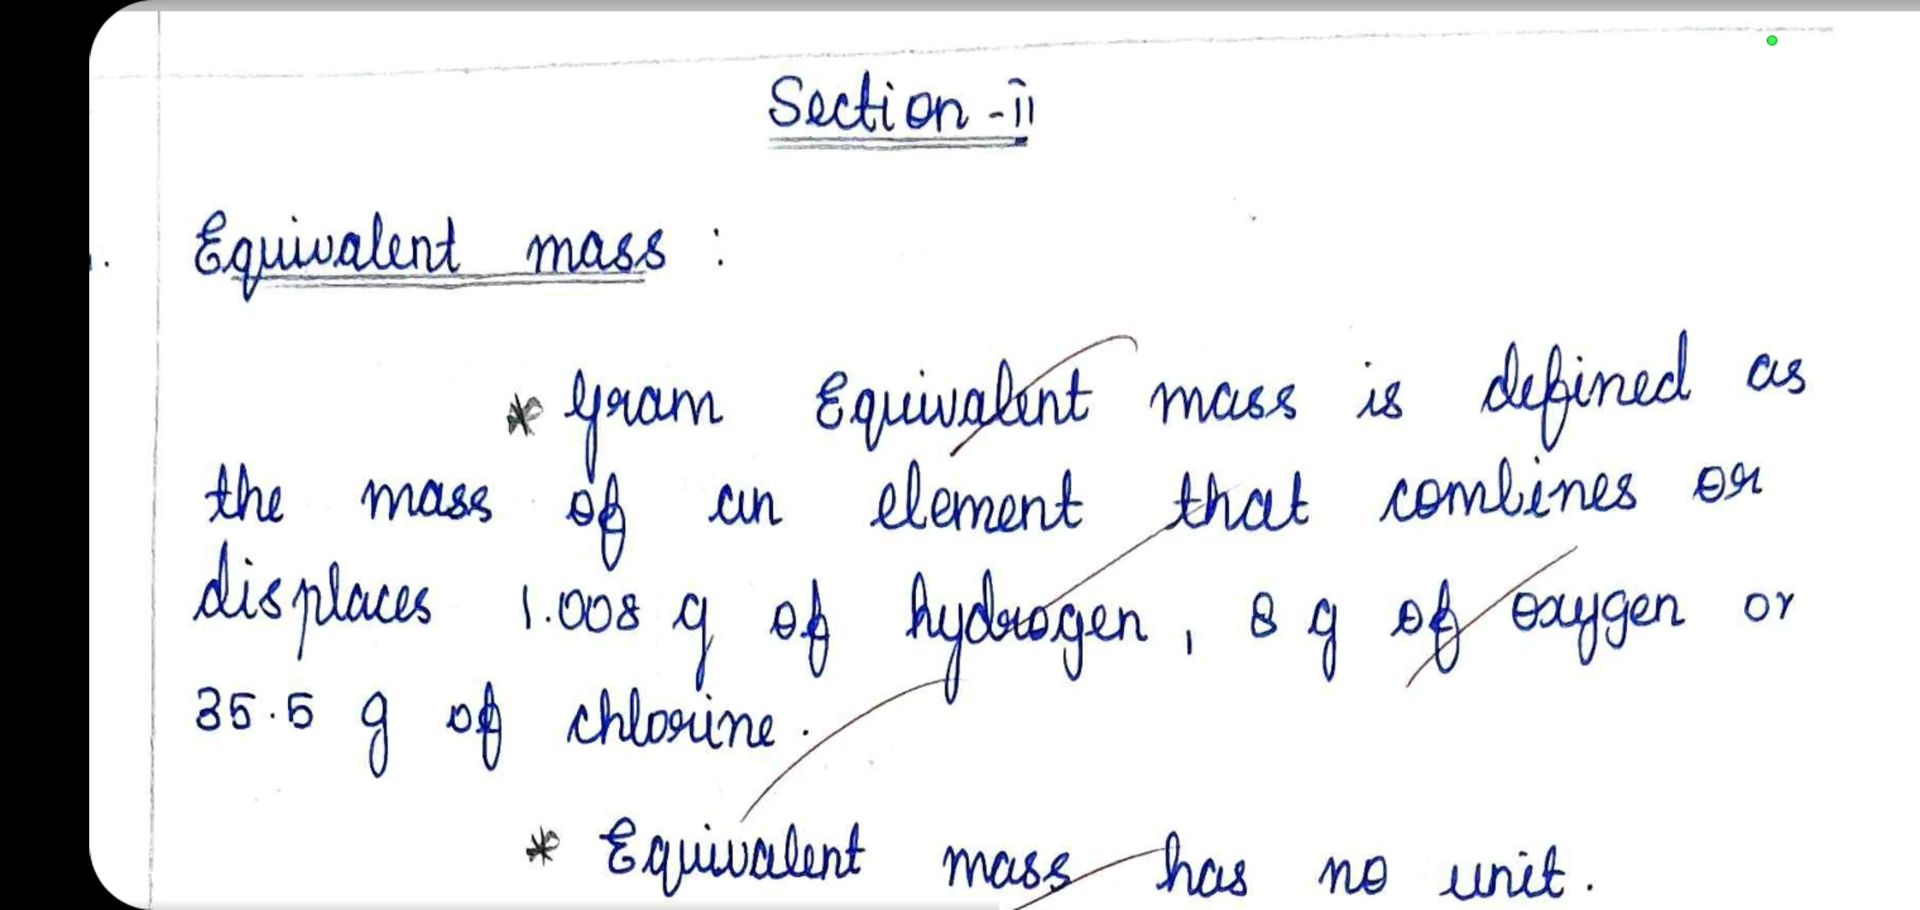 Section - ii
Equivalent mass :
* Gram Equivalent mass is defined as
the mass of an element that combines or
displaces 1.008 g of hydrogen, 8 g of oxygen or
35.5 g of chlorine.
* Equivalent mass has no unit.